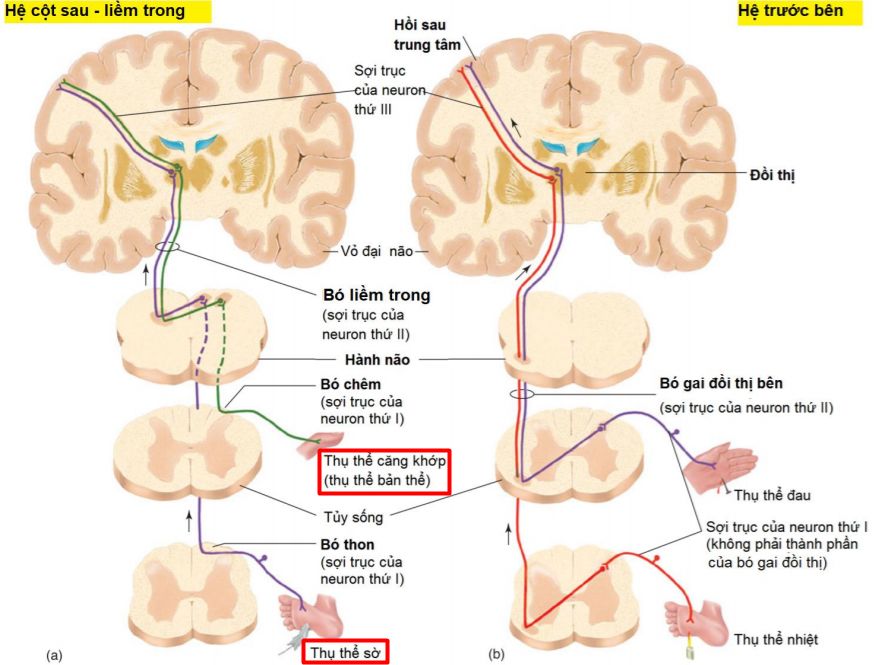 Hệ cột sau - liềm trong
Hệ trước bên
Hồi sau
trung tâm
Sợi trục
của neuron
thứ III
Đồi thị
Vỏ đại não
Bó liềm trong
(sợi trục của
neuron thứ II)
Hành não
Bó chêm
(sợi trục của
neuron thứ I)
Bó gai đồi thị bên
(sợi trục của neuron thứ II)
Thụ thể căng khớp
(thụ thể bản thể)
Thụ thể đau
Tủy sống
Sợi trục của neuron thứ I
(không phải thành phần
của bó gai đồi thị)
Bó thon
(sợi trục của
neuron thứ I)
Thụ thể sờ
Thụ thể nhiệt
(a)
(b)